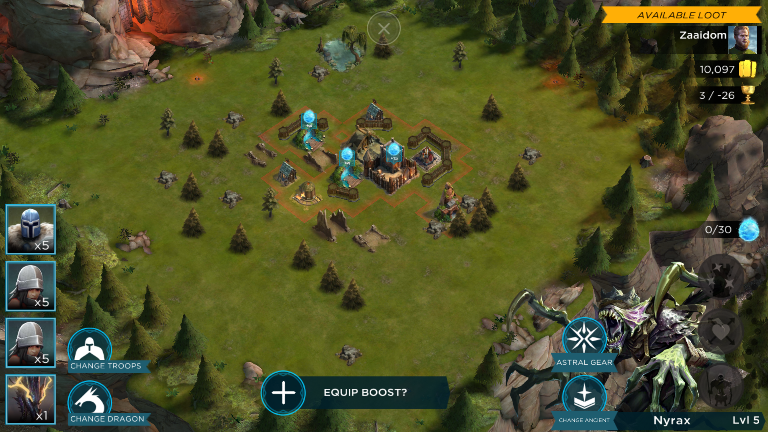 AVAILABLE LOOT
Zaaidom
10,097
3 / -26
0/30
x5
x5
x5
x1
CHANGE TROOPS
CHANGE DRAGON
EQUIP BOOST?
ASTRAL GEAR
CHANGE ANCIENT
Nyrax Lvl 5